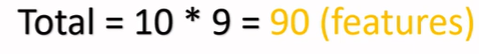 Total = 10 * 9 = 90 (features)